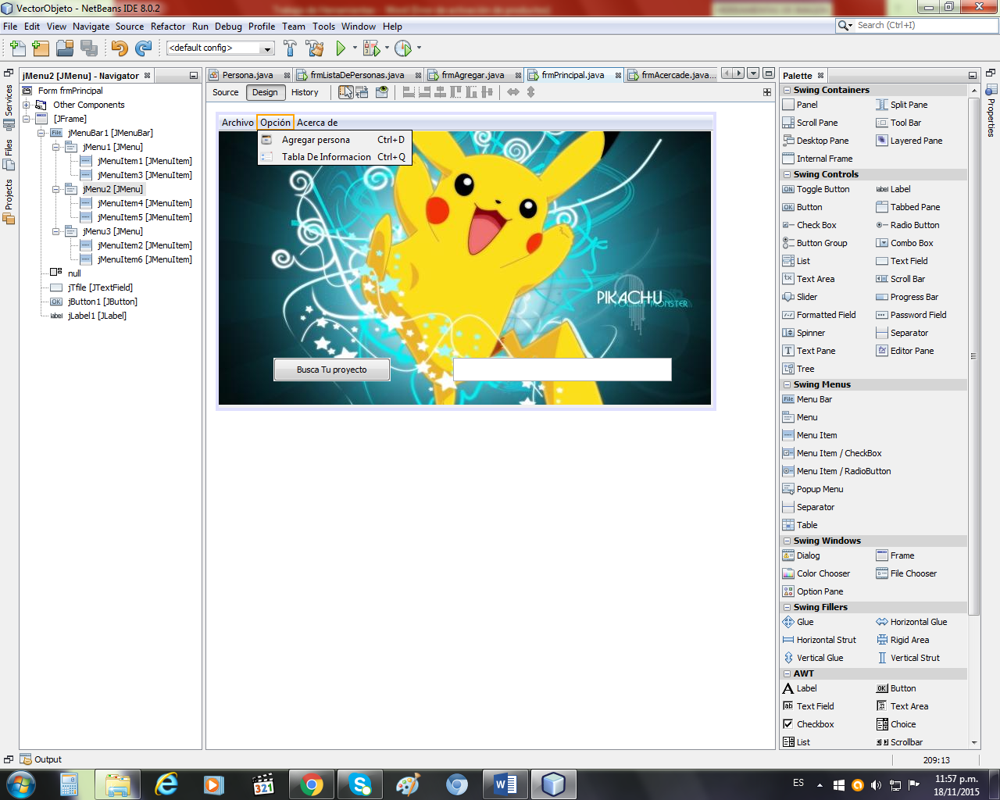 VectorObjeto - NetBeans IDE 8.0.2
File Edit View Navigate Source Refactor Run Debug Profile Team Tools Window Help
Search (Ctrl+I)
<default config>
jMenu2 [JMenu] - Navigator
Form frmPrincipal
Other Components
[JFrame]
jMenuBar1 [JMenuBar]
jMenu1 [JMenu]
jMenuItem1 [JMenuItem]
jMenuItem3 [JMenuItem]
jMenu2 [JMenu]
jMenuItem4 [JMenuItem]
jMenuItem5 [JMenuItem]
jMenu3 [JMenu]
jMenuItem2 [JMenuItem]
jMenuItem6 [JMenuItem]
null
jTfile [JTextField]
jButton1 [JButton]
jLabel1 [JLabel]
Services
Files
Projects
Persona.java frmListaDePersonas.java frmAgregar.java frmPrincipal.java frmAcercade.java...
Source Design History
Archivo Opción Acerca de
Agregar persona Ctrl+D
Tabla De Informacion Ctrl+Q
PIKACHU
POCKET MONSTER
Busca Tu proyecto
Palette
Swing Containers
Panel Split Pane
Scroll Pane Tool Bar
Desktop Pane Layered Pane
Internal Frame
Swing Controls
Toggle Button Label
Button Tabbed Pane
Check Box Radio Button
Button Group Combo Box
List Text Field
Text Area Scroll Bar
Slider Progress Bar
Formatted Field Password Field
Spinner Separator
Text Pane Editor Pane
Tree
Swing Menus
Menu Bar
Menu
Menu Item
Menu Item / CheckBox
Menu Item / RadioButton
Popup Menu
Separator
Table
Swing Windows
Dialog Frame
Color Chooser File Chooser
Option Pane
Swing Fillers
Glue Horizontal Glue
Horizontal Strut Rigid Area
Vertical Glue Vertical Strut
AWT
Label Button
Text Field Text Area
Checkbox Choice
List Scrollbar
Properties
Output
209:13
ES
11:57 p.m.
18/11/2015